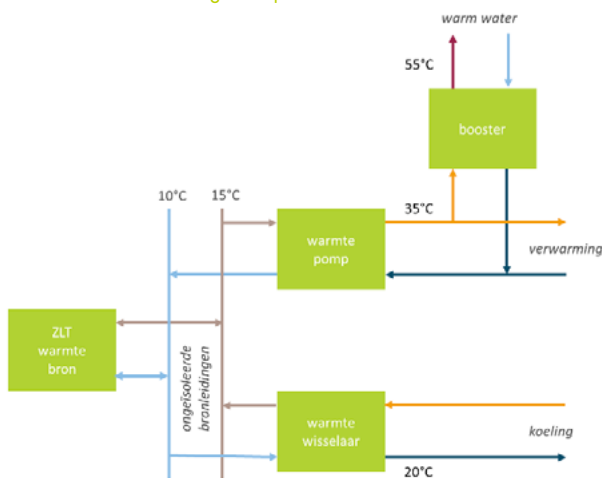 warm water
55°C
booster
10°C
15°C
35°C
warmte
pomp
verwarming
ZLT
warmte
bron
ongeïsoleerde
bronleidingen
warmte
wisselaar
koeling
20°C